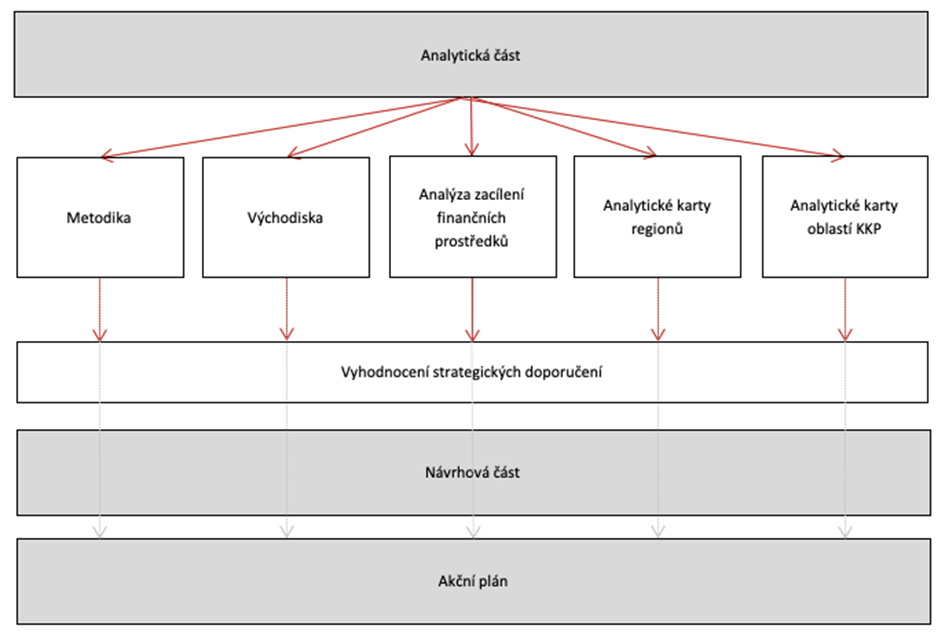 Analytická část
Metodika
Východiska
Analýza zacílení
finančních
prostředků
Analytické karty
regionů
Analytické karty
oblastí KKP
Vyhodnocení strategických doporučení
Návrhová část
Akční plán